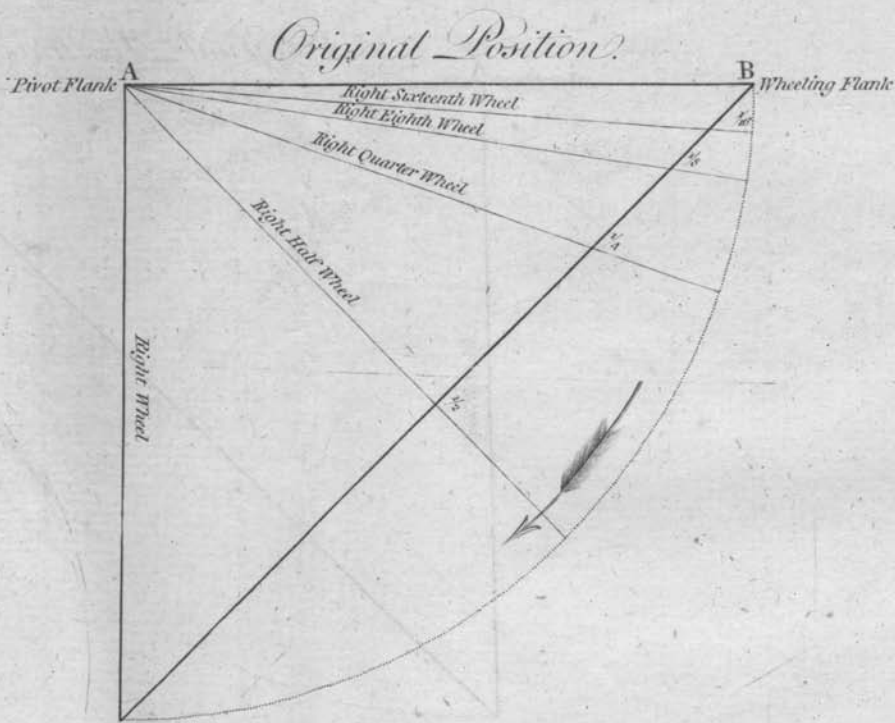 Original Position.
A
B
Pivot Flank
Wheeling Flank
Right Sixteenth Wheel
1/16
Right Eighth Wheel
1/8
Right Quarter Wheel
1/4
Right Half Wheel
1/2
Right Wheel